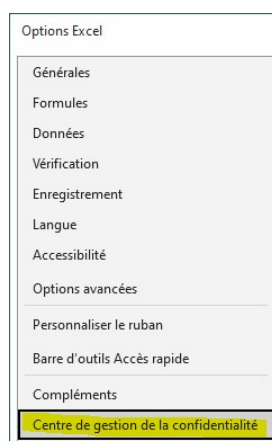 Options Excel
Générales
Formules
Données
Vérification
Enregistrement
Langue
Accessibilité
Options avancées
Personnaliser le ruban
Barre d'outils Accès rapide
Compléments
Centre de gestion de la confidentialité